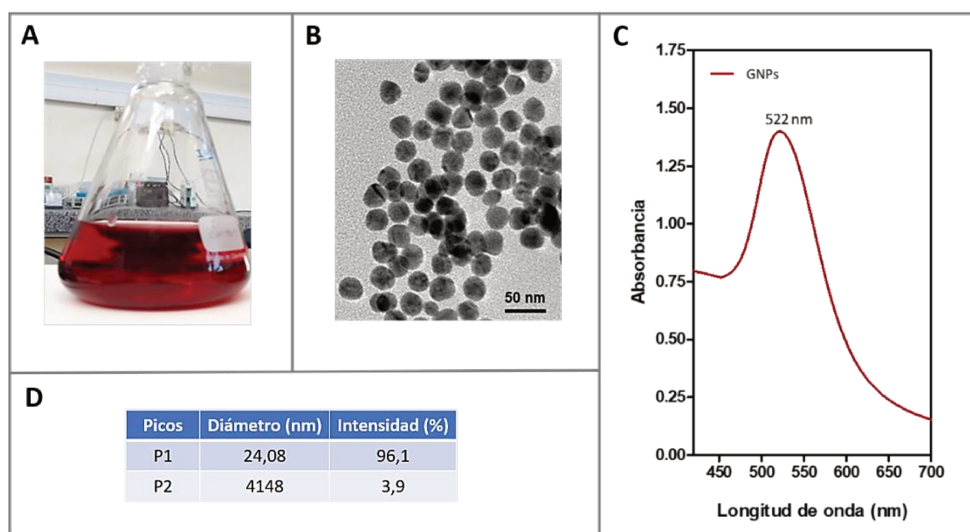 A
B
50 nm
C
GNPs
522 nm
Absorbancia
1.75
1.50
1.25
1.00
0.75
0.50
0.25
0.00
450 500 550 600 650 700
Longitud de onda (nm)
D
Picos Diámetro (nm) Intensidad (%)
P1 24,08 96,1
P2 4148 3,9